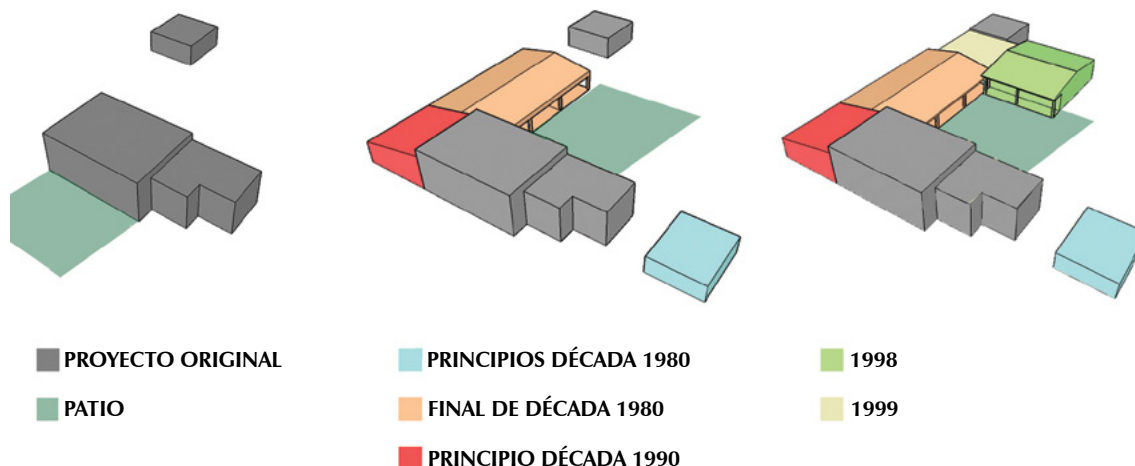 PROYECTO ORIGINAL
PATIO
PRINCIPIOS DÉCADA 1980
FINAL DE DÉCADA 1980
PRINCIPIO DÉCADA 1990
1998
1999